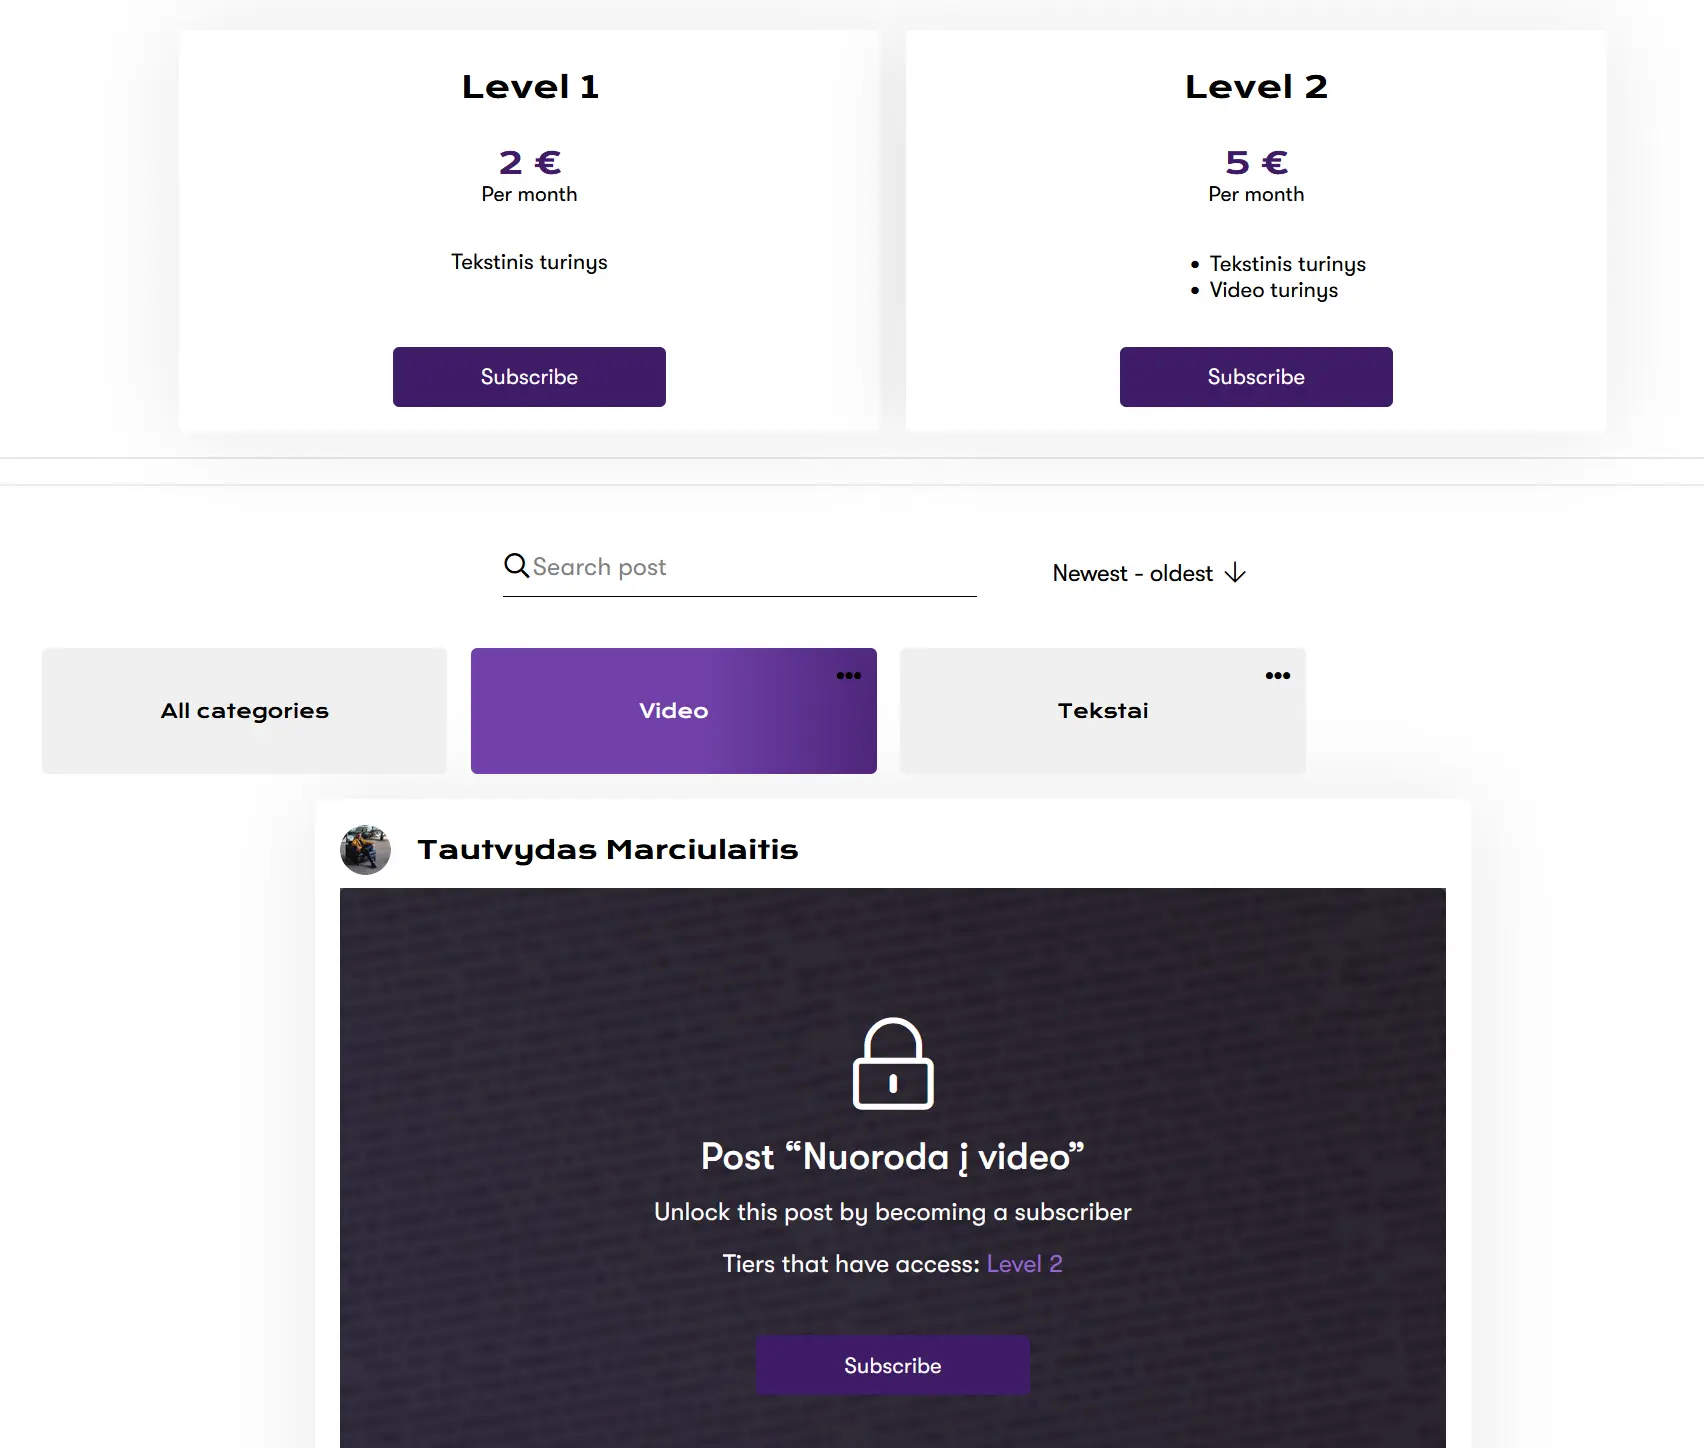 Level 1
2 €
Per month
Tekstinis turinys
Subscribe
Level 2
5 €
Per month
• Tekstinis turinys
• Video turinys
Subscribe
Search post
Newest - oldest
All categories
Video
Tekstai
Tautvydas Marciulaitis
Post “Nuoroda į video”
Unlock this post by becoming a subscriber
Tiers that have access: Level 2
Subscribe